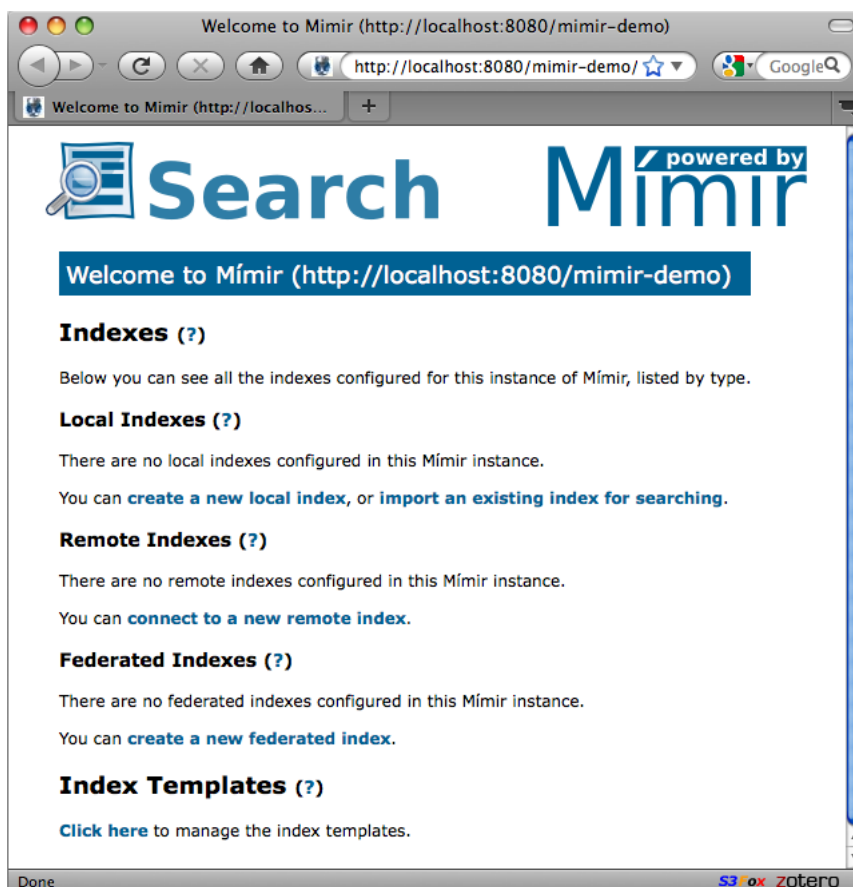 Welcome to Mimir (http://localhost:8080/mimir-demo)
http://localhost:8080/mimir-demo/
Google
Welcome to Mimir (http://localhos...
+
Search
powered by
Mímir
Welcome to Mímir (http://localhost:8080/mimir-demo)
Indexes (?)
Below you can see all the indexes configured for this instance of Mímir, listed by type.
Local Indexes (?)
There are no local indexes configured in this Mímir instance.
You can create a new local index, or import an existing index for searching.
Remote Indexes (?)
There are no remote indexes configured in this Mímir instance.
You can connect to a new remote index.
Federated Indexes (?)
There are no federated indexes configured in this Mímir instance.
You can create a new federated index.
Index Templates (?)
Click here to manage the index templates.
Done
S3Fox zotero